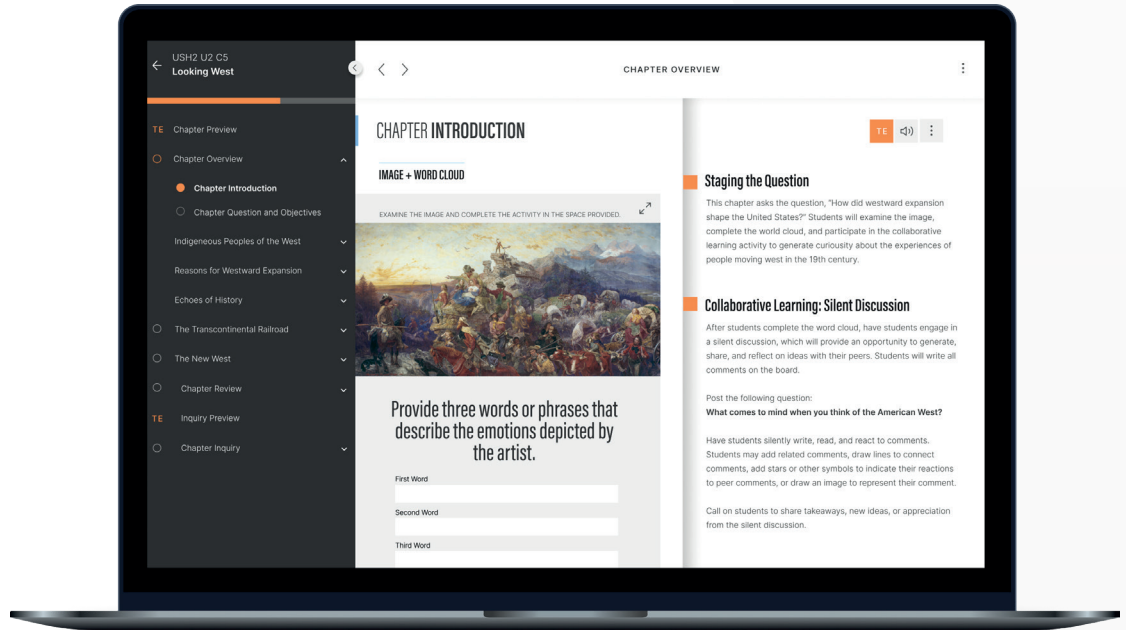 USH2 U2 C5
Looking West
TE Chapter Preview
Chapter Overview
Chapter Introduction
Chapter Question and Objectives
Indigeneous Peoples of the West
Reasons for Westward Expansion
Echoes of History
The Transcontinental Railroad
The New West
Chapter Review
TE Inquiry Preview
Chapter Inquiry
CHAPTER OVERVIEW
CHAPTER INTRODUCTION
IMAGE + WORD CLOUD
EXAMINE THE IMAGE AND COMPLETE THE ACTIVITY IN THE SPACE PROVIDED.
Provide three words or phrases that
describe the emotions depicted by
the artist.
First Word
Second Word
Third Word
TE
Staging the Question
This chapter asks the question, "How did westward expansion
shape the United States?" Students will examine the image,
complete the world cloud, and participate in the collaborative
learning activity to generate curiousity about the experiences of
people moving west in the 19th century.
Collaborative Learning: Silent Discussion
After students complete the word cloud, have students engage in
a silent discussion, which will provide an opportunity to generate,
share, and reflect on ideas with their peers. Students will write all
comments on the board.
Post the following question:
What comes to mind when you think of the American West?
Have students silently write, read, and react to comments.
Students may add related comments, draw lines to connect
comments, add stars or other symbols to indicate their reactions
to peer comments, or draw an image to represent their comment.
Call on students to share takeaways, new ideas, or appreciation
from the silent discussion.